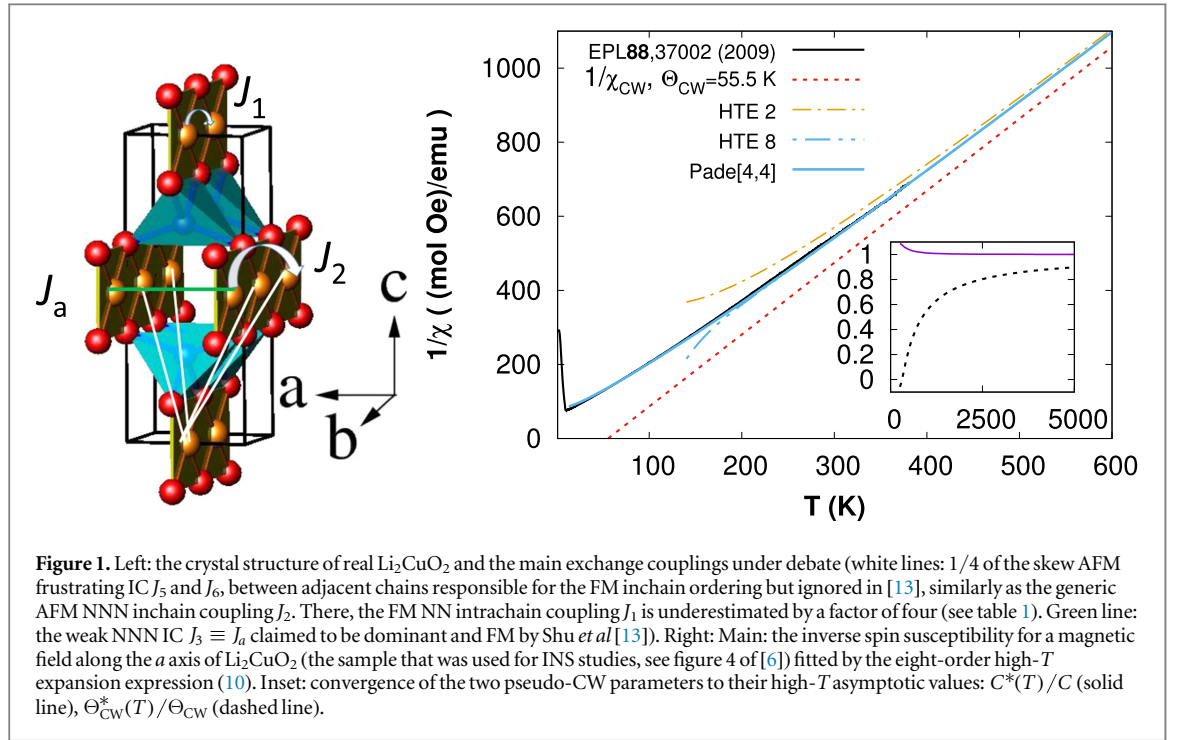 J1
J2
Ja
c
a
b
EPL88,37002 (2009)
1/χCW, ΘCW=55.5 K
HTE 2
HTE 8
Pade[4,4]
1/χ ( (mol Oe)/emu )
1000
800
600
400
200
0
100 200 300 400 500 600
T (K)
1
0.8
0.6
0.4
0.2
0
0 2500 5000
Figure 1. Left: the crystal structure of real Li₂CuO₂ and the main exchange couplings under debate (white lines: 1/4 of the skew AFM
frustrating IC J₅ and J₆, between adjacent chains responsible for the FM inchain ordering but ignored in [13], similarly as the generic
AFM NNN inchain coupling J₂. There, the FM NN intrachain coupling J₁ is underestimated by a factor of four (see table 1). Green line:
the weak NNN IC J₃ ≡ Jₐ claimed to be dominant and FM by Shu et al [13]). Right: Main: the inverse spin susceptibility for a magnetic
field along the a axis of Li₂CuO₂ (the sample that was used for INS studies, see figure 4 of [6]) fitted by the eight-order high-T
expansion expression (10). Inset: convergence of the two pseudo-CW parameters to their high-T asymptotic values: C*(T)/C (solid
line), Θ*CW(T)/ΘCW (dashed line).